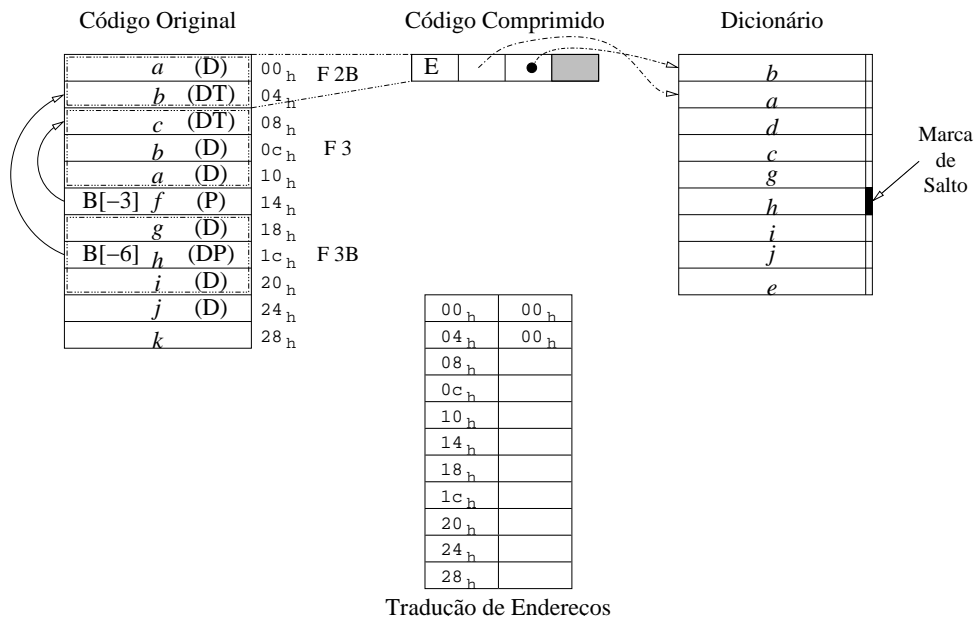 Código Original
Código Comprimido
Dicionário
a (D) 00h F 2B
b (DT) 04h
c (DT) 08h
b (D) 0ch F 3
a (D) 10h
B[−3] f (P) 14h
g (D) 18h
B[−6] h (DP) 1ch F 3B
i (D) 20h
j (D) 24h
k 28h
E
b
a
d
c
g
h
i
j
e
Marca
de
Salto
00h 00h
04h 00h
08h
0ch
10h
14h
18h
1ch
20h
24h
28h
Tradução de Endereços